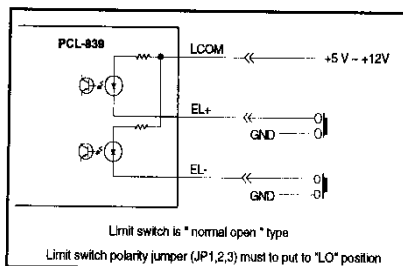 PCL-839
LCOM
+5 V ~ +12V
EL+
GND
EL-
GND
Limit switch is " normal open " type
Limit switch polarity jumper (JP1,2,3) must to put to "LO" position